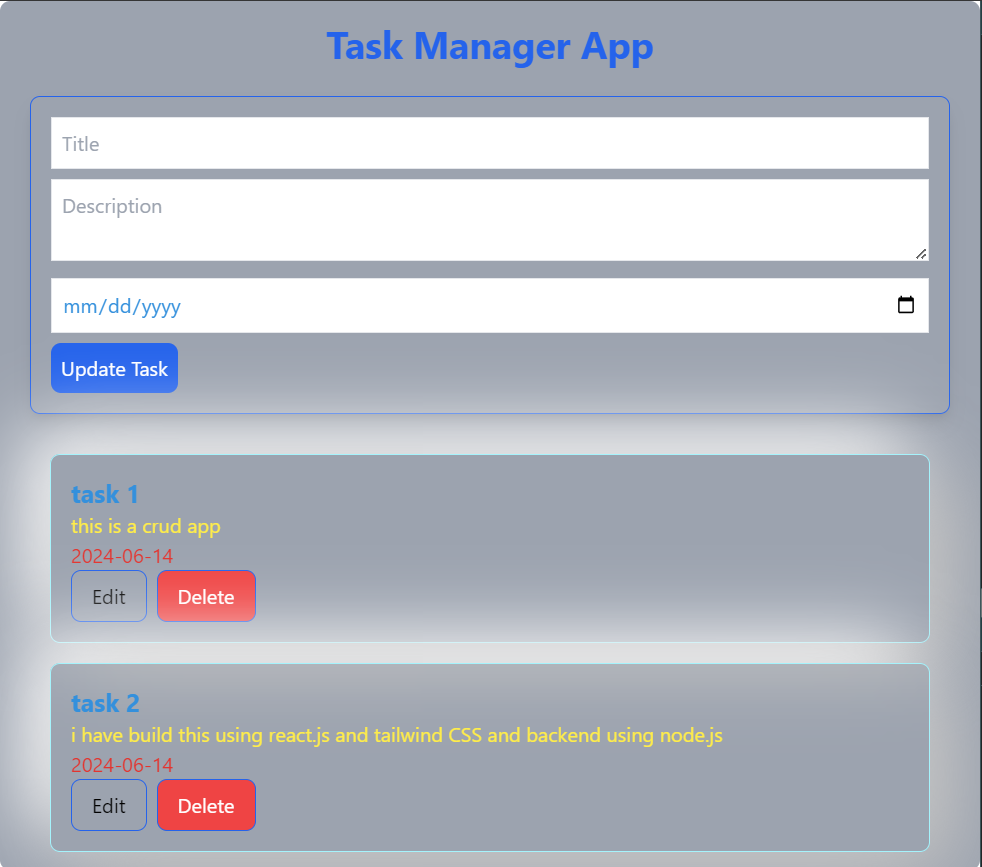 Task Manager App
Title
Description
mm/dd/yyyy
Update Task
task 1
this is a crud app
2024-06-14
Edit Delete
task 2
i have build this using react.js and tailwind CSS and backend using node.js
2024-06-14
Edit Delete